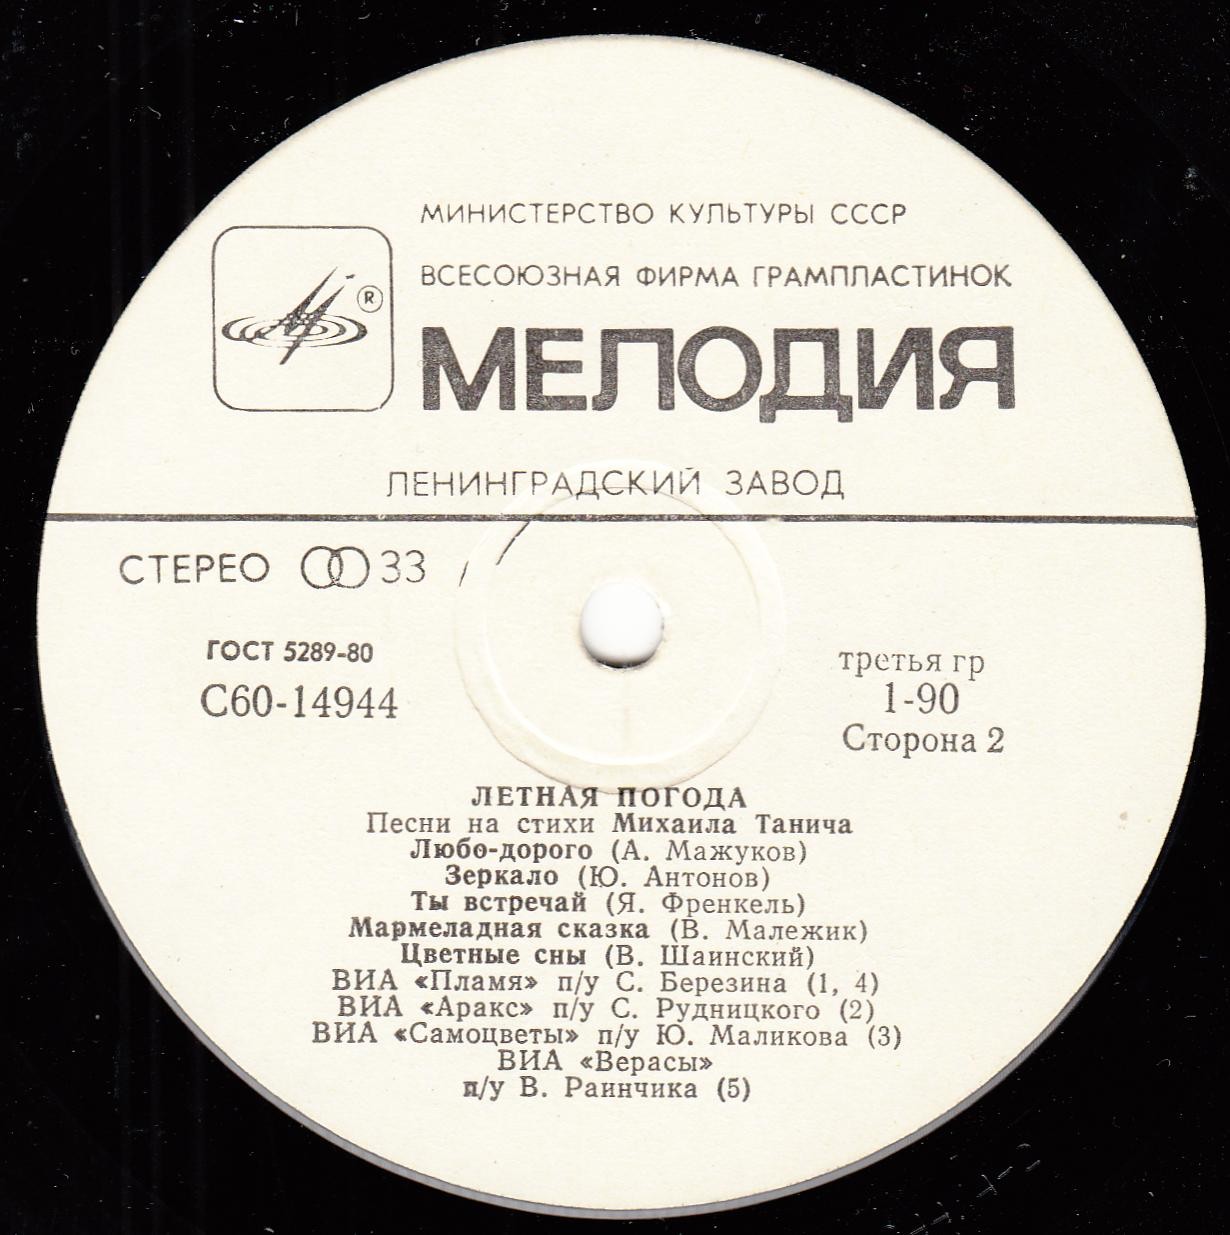 МИНИСТЕРСТВО КУЛЬТУРЫ СССР
ВСЕСОЮЗНАЯ ФИРМА ГРАМПЛАСТИНОК
®
МЕЛОДИЯ
ЛЕНИНГРАДСКИЙ ЗАВОД
СТЕРЕО 33
ГОСТ 5289-80
С60-14944
третья гр
1-90
Сторона 2
ЛЕТНАЯ ПОГОДА
Песни на стихи Михаила Танича
Любо-дорого (А. Мажуков)
Зеркало (Ю. Антонов)
Ты встречай (Я. Френкель)
Мармеладная сказка (В. Малежик)
Цветные сны (В. Шаинский)
ВИА «Пламя» п/у С. Березина (1, 4)
ВИА «Аракс» п/у С. Рудницкого (2)
ВИА «Самоцветы» п/у Ю. Маликова (3)
ВИА «Верасы»
п/у В. Раинчика (5)